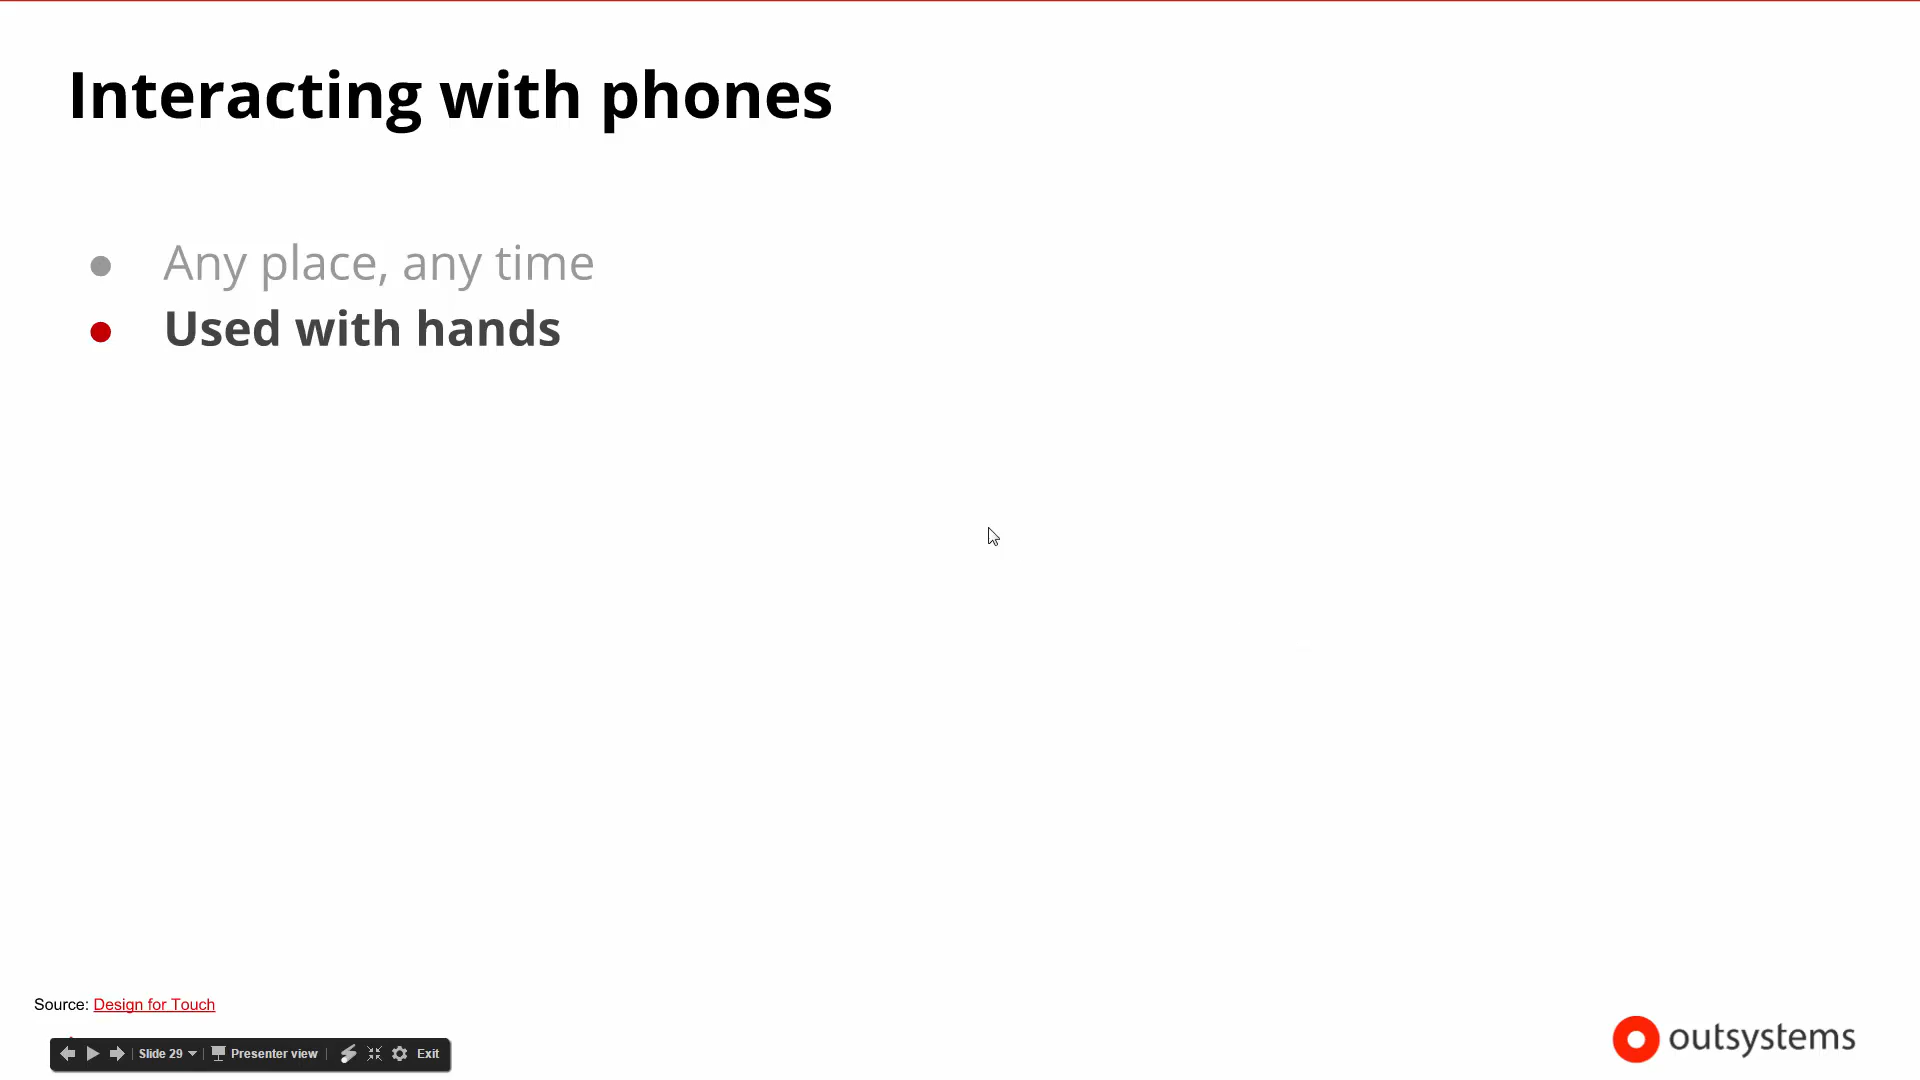 Interacting with phones
● Any place, any time
● Used with hands
Source: Design for Touch
Slide 29 Presenter view Exit
outsystems